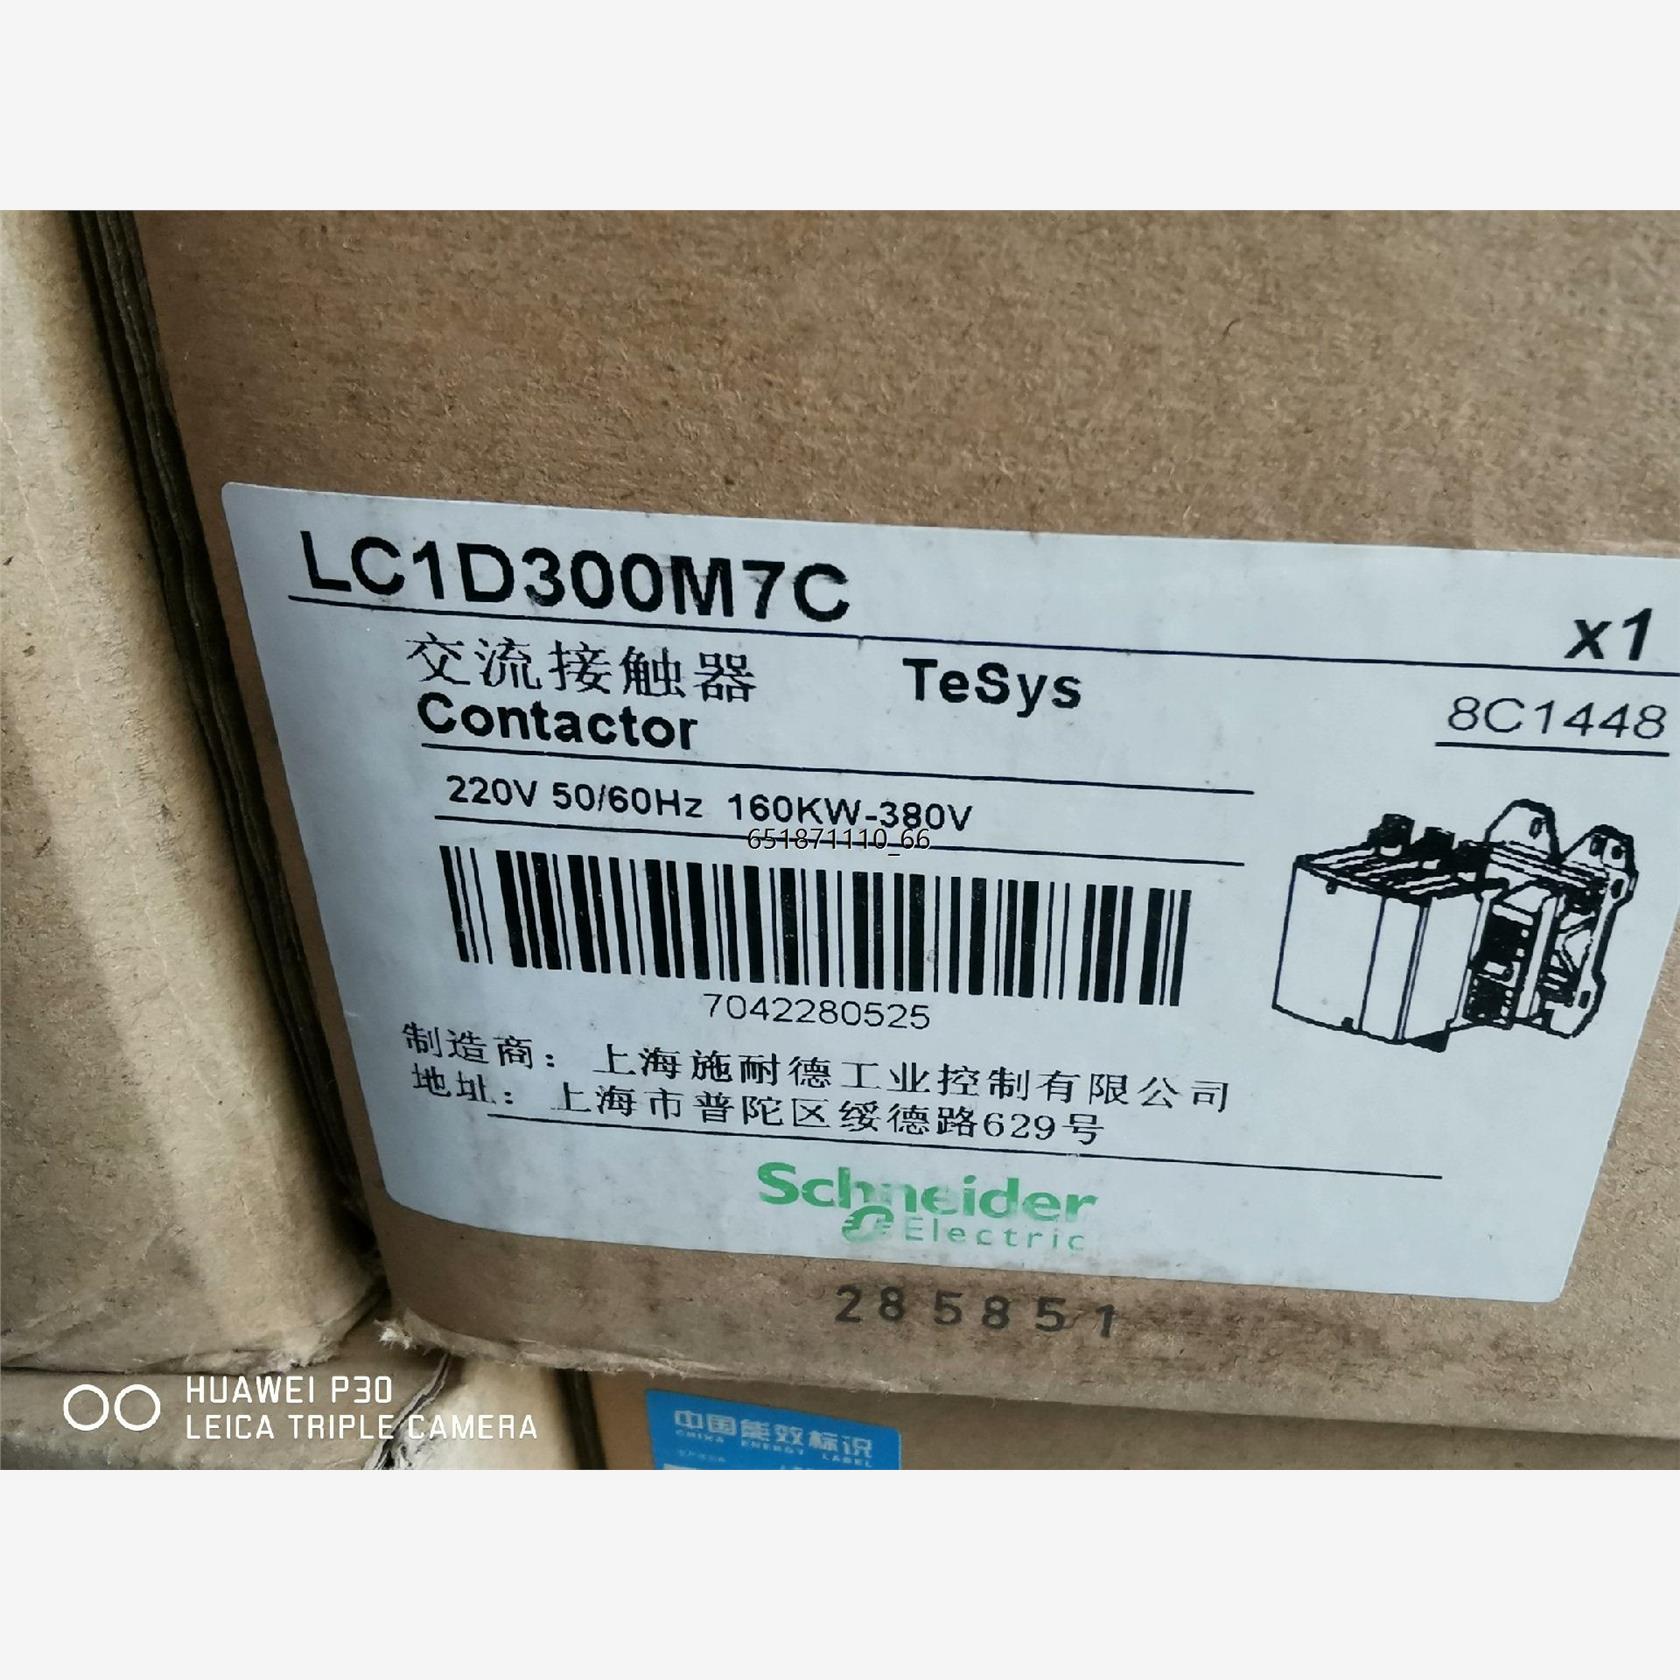 LC1D300M7C
x1
交流接触器 TeSys
Contactor
8C1448
220V 50/60Hz 160KW-380V
651871110_66
7042280525
制造商：上海施耐德工业控制有限公司
地址：上海市普陀区绥德路629号
Schneider
Electric
285851
HUAWEI P30
LEICA TRIPLE CAMERA
中国能效标识
CHINA ENERGY LABEL